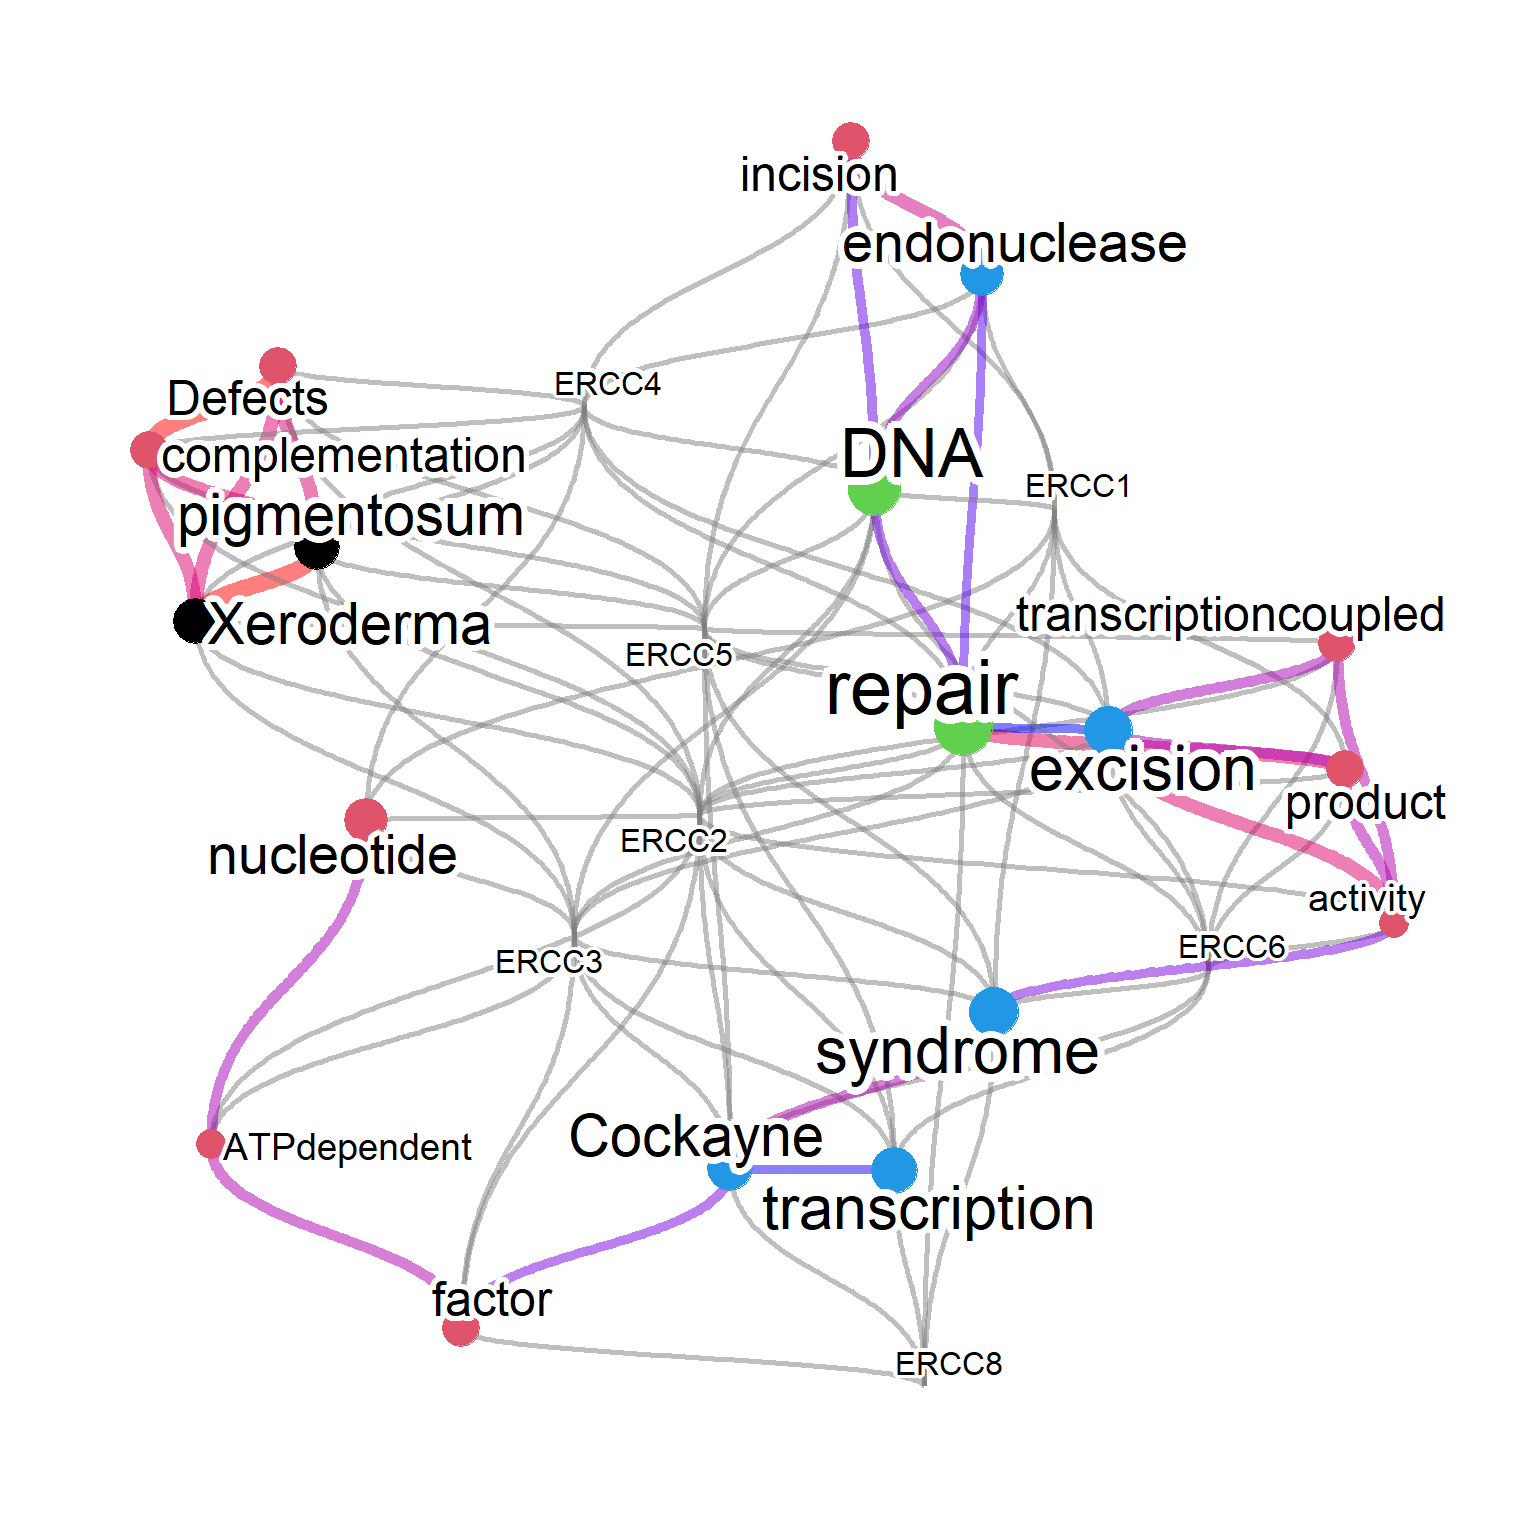 incision
endonuclease
ERCC4
Defects
complementation
DNA
ERCC1
pigmentosum
Xeroderma
transcriptioncoupled
ERCC5
repair
excision
product
ERCC2
nucleotide
activity
ERCC6
ERCC3
syndrome
Cockayne
ATPdependent
transcription
factor
ERCC8